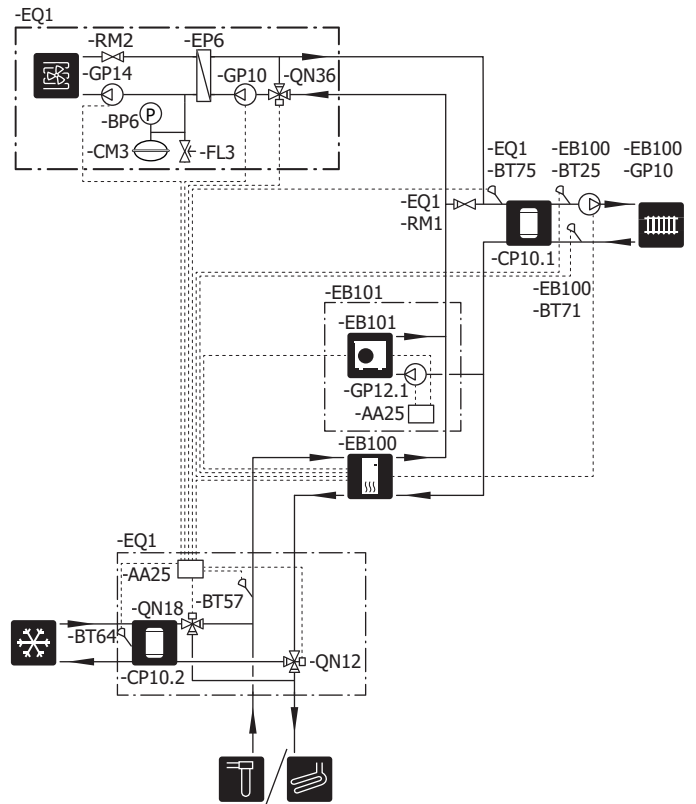 -EQ1
-RM2
-EP6
-GP14
-GP10
-QN36
-BP6
P
-CM3
-FL3
-EQ1
-BT75
-EB100
-BT25
-EB100
-GP10
-EQ1
-RM1
-CP10.1
-EB100
-BT71
-EB101
-EB101
-GP12.1
-AA25
-EB100
-EQ1
-AA25
-BT57
-QN18
-BT64
-QN12
-CP10.2